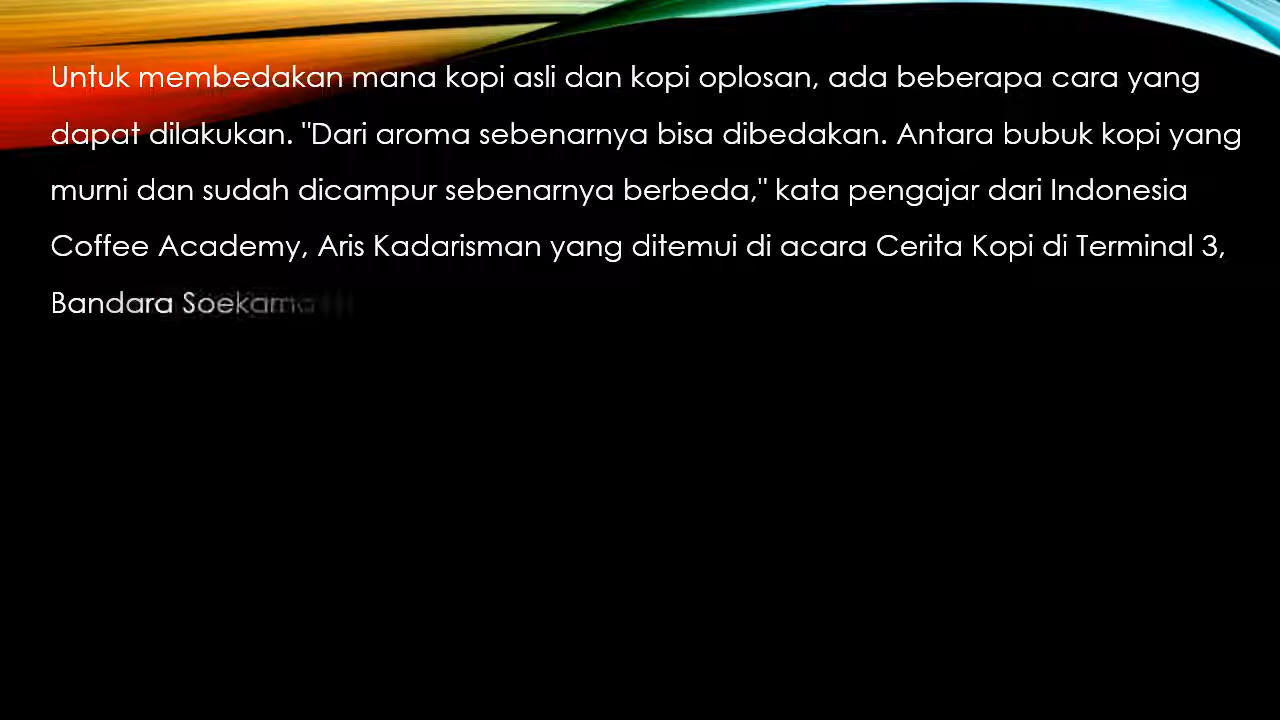 Untuk membedakan mana kopi asli dan kopi oplosan, ada beberapa cara yang
dapat dilakukan. "Dari aroma sebenarnya bisa dibedakan. Antara bubuk kopi yang
murni dan sudah dicampur sebenarnya berbeda," kata pengajar dari Indonesia
Coffee Academy, Aris Kadarisman yang ditemui di acara Cerita Kopi di Terminal 3,
Bandara